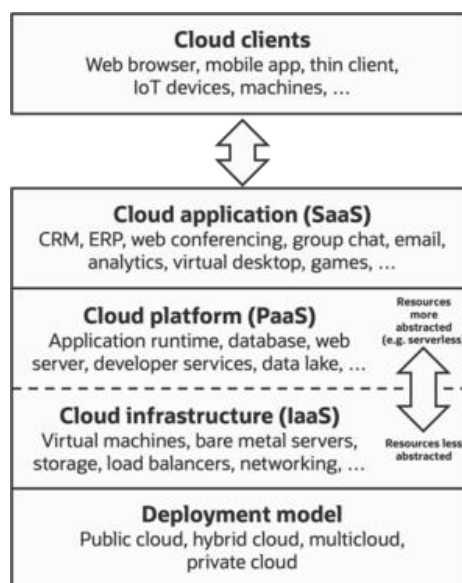 Cloud clients
Web browser, mobile app, thin client,
IoT devices, machines, …
Cloud application (SaaS)
CRM, ERP, web conferencing, group chat, email,
analytics, virtual desktop, games, …
Cloud platform (PaaS)
Application runtime, database, web
server, developer services, data lake, …
Resources
more
abstracted
(e.g. serverless)
Cloud infrastructure (IaaS)
Virtual machines, bare metal servers,
storage, load balancers, networking, …
Resources less
abstracted
Deployment model
Public cloud, hybrid cloud, multicloud,
private cloud